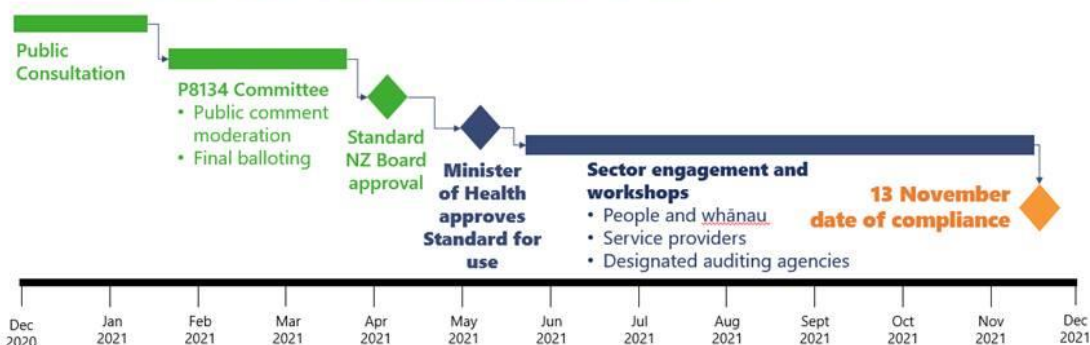 Public
Consultation
P8134 Committee
• Public comment
moderation
• Final balloting
Standard
NZ Board
approval
Minister
of Health
approves
Standard for
use
Sector engagement and
workshops
• People and whānau
• Service providers
• Designated auditing agencies
13 November
date of compliance
Dec
2020
Jan
2021
Feb
2021
Mar
2021
Apr
2021
May
2021
Jun
2021
Jul
2021
Aug
2021
Sept
2021
Oct
2021
Nov
2021
Dec
2021